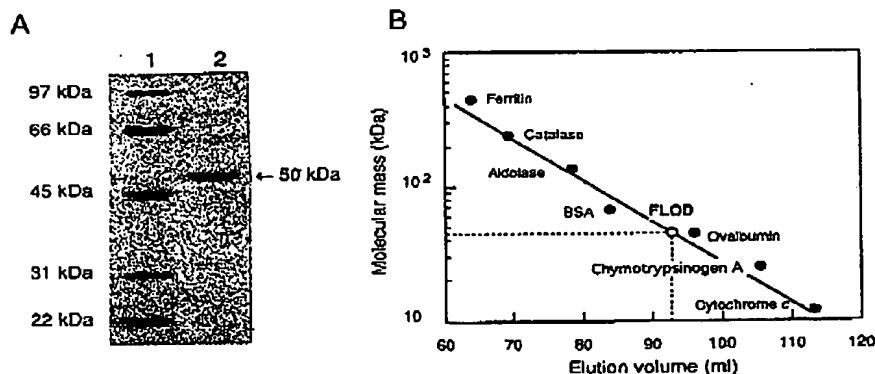 A
1 2
97 kDa
66 kDa
45 kDa
31 kDa
22 kDa
← 50 kDa
B
Molecular mass (kDa)
10³
10²
10
Ferritin
Catalase
Aldolase
BSA
FLOD
Ovalbumin
Chymotrypsinogen A
Cytochrome c
60 70 80 90 100 110 120
Elution volume (ml)